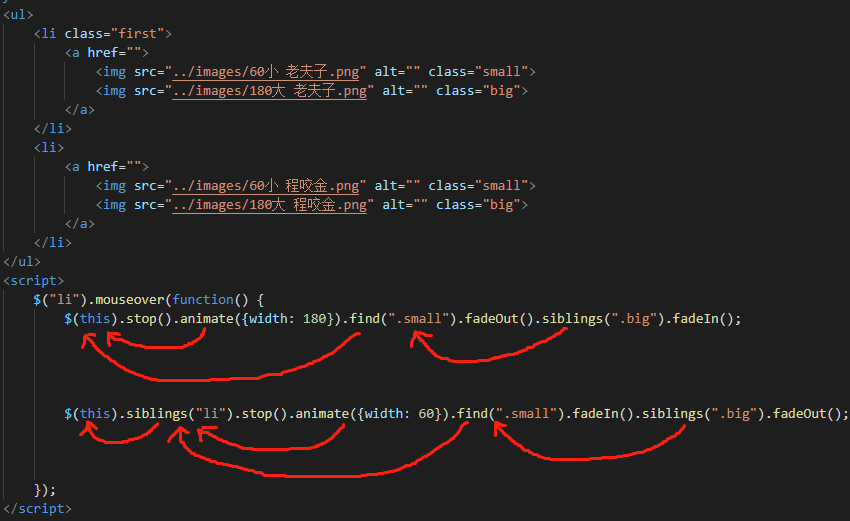 <ul>
<li class="first">
<a href="">
<img src="../images/60小 老夫子.png" alt="" class="small">
<img src="../images/180大 老夫子.png" alt="" class="big">
</a>
</li>
<li>
<a href="">
<img src="../images/60小 程咬金.png" alt="" class="small">
<img src="../images/180大 程咬金.png" alt="" class="big">
</a>
</li>
</ul>
<script>
$("li").mouseover(function() {
$(this).stop().animate({width: 180}).find(".small").fadeOut().siblings(".big").fadeIn();
$(this).siblings("li").stop().animate({width: 60}).find(".small").fadeIn().siblings(".big").fadeOut();
});
</script>